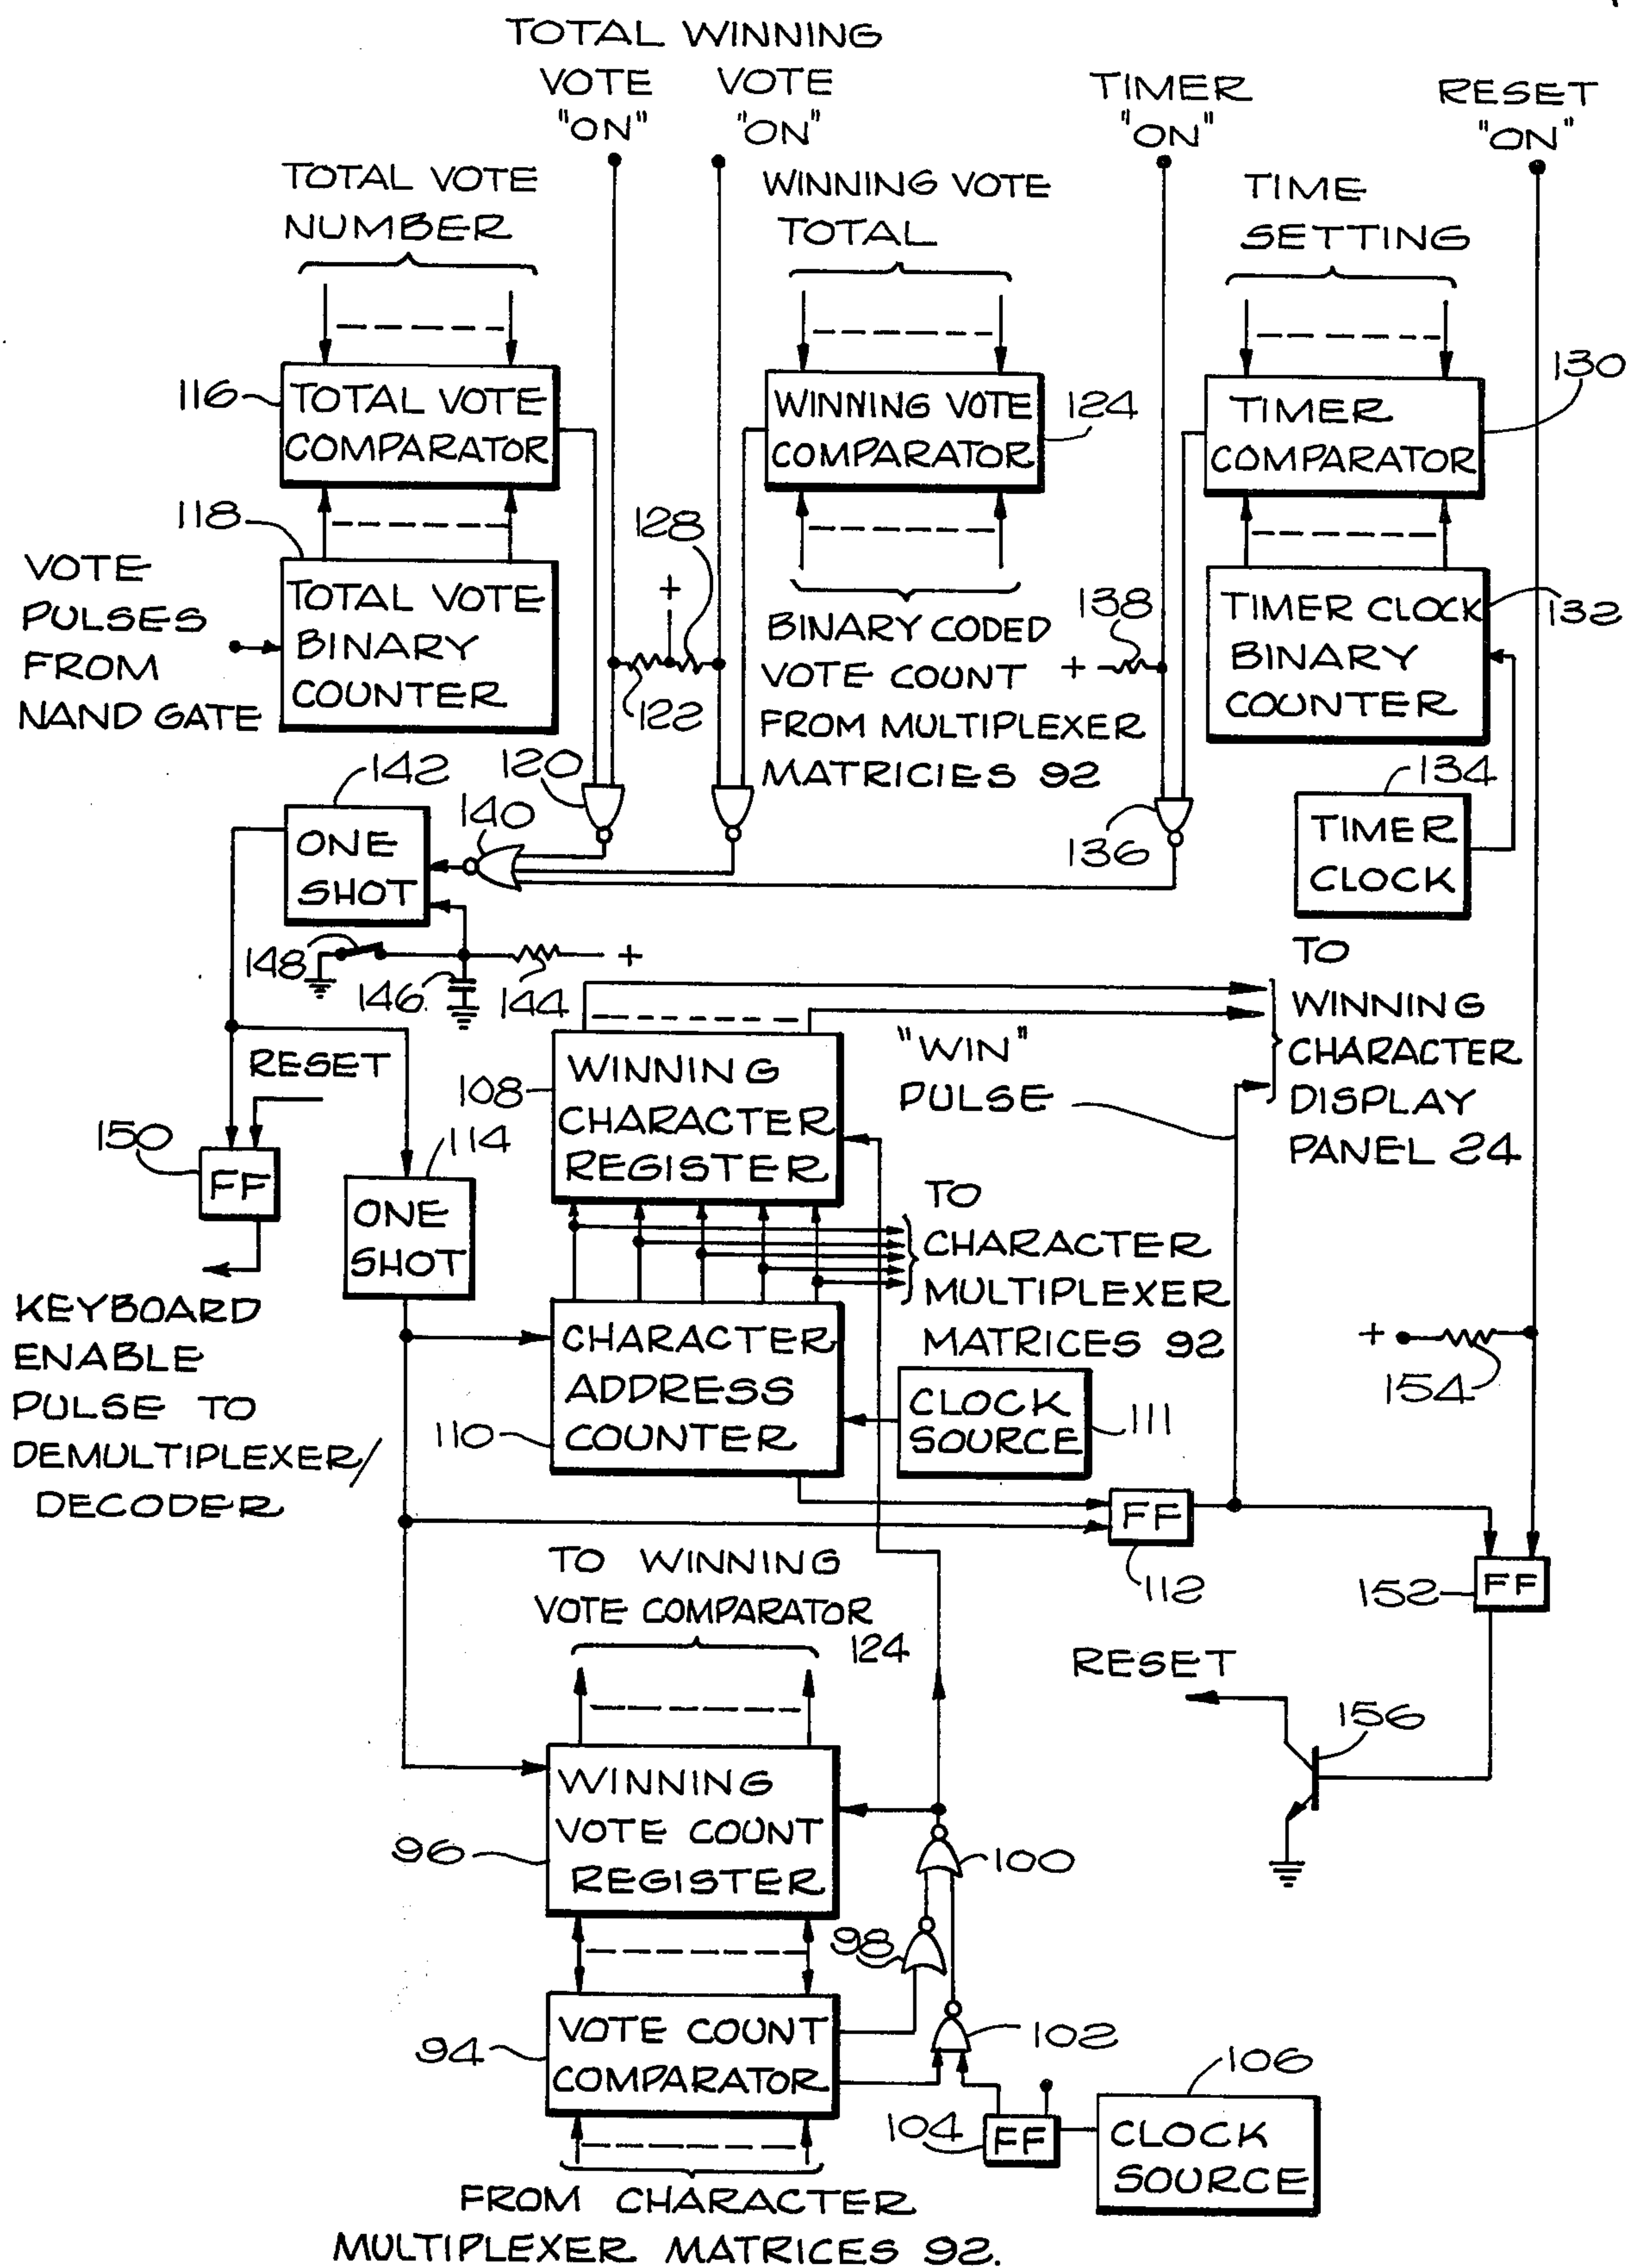 TOTAL WINNING
VOTE VOTE
"ON" "ON"
TIMER
"ON"
RESET
"ON"
TOTAL VOTE
NUMBER
WINNING VOTE
TOTAL
TIME
SETTING
116
TOTAL VOTE
COMPARATOR
WINNING VOTE
COMPARATOR
124
TIMER
COMPARATOR
130
118
VOTE
PULSES
FROM
NAND GATE
TOTAL VOTE
BINARY
COUNTER
128
+
122
BINARY CODED
VOTE COUNT
FROM MULTIPLEXER
MATRICIES 92
138
+
TIMER CLOCK
BINARY
COUNTER
132
134
TIMER
CLOCK
142
ONE
SHOT
140
120
136
148
146
144
+
RESET
150
FF
114
ONE
SHOT
KEYBOARD
ENABLE
PULSE TO
DEMULTIPLEXER/
DECODER
108
WINNING
CHARACTER
REGISTER
"WIN"
PULSE
TO
WINNING
CHARACTER
DISPLAY
PANEL 24
TO
CHARACTER
MULTIPLEXER
MATRICES 92
110
CHARACTER
ADDRESS
COUNTER
CLOCK
SOURCE
111
+
154
FF
112
152
FF
TO WINNING
VOTE COMPARATOR
124
RESET
156
96
WINNING
VOTE COUNT
REGISTER
100
98
94
VOTE COUNT
COMPARATOR
102
104
FF
106
CLOCK
SOURCE
FROM CHARACTER
MULTIPLEXER MATRICES 92.